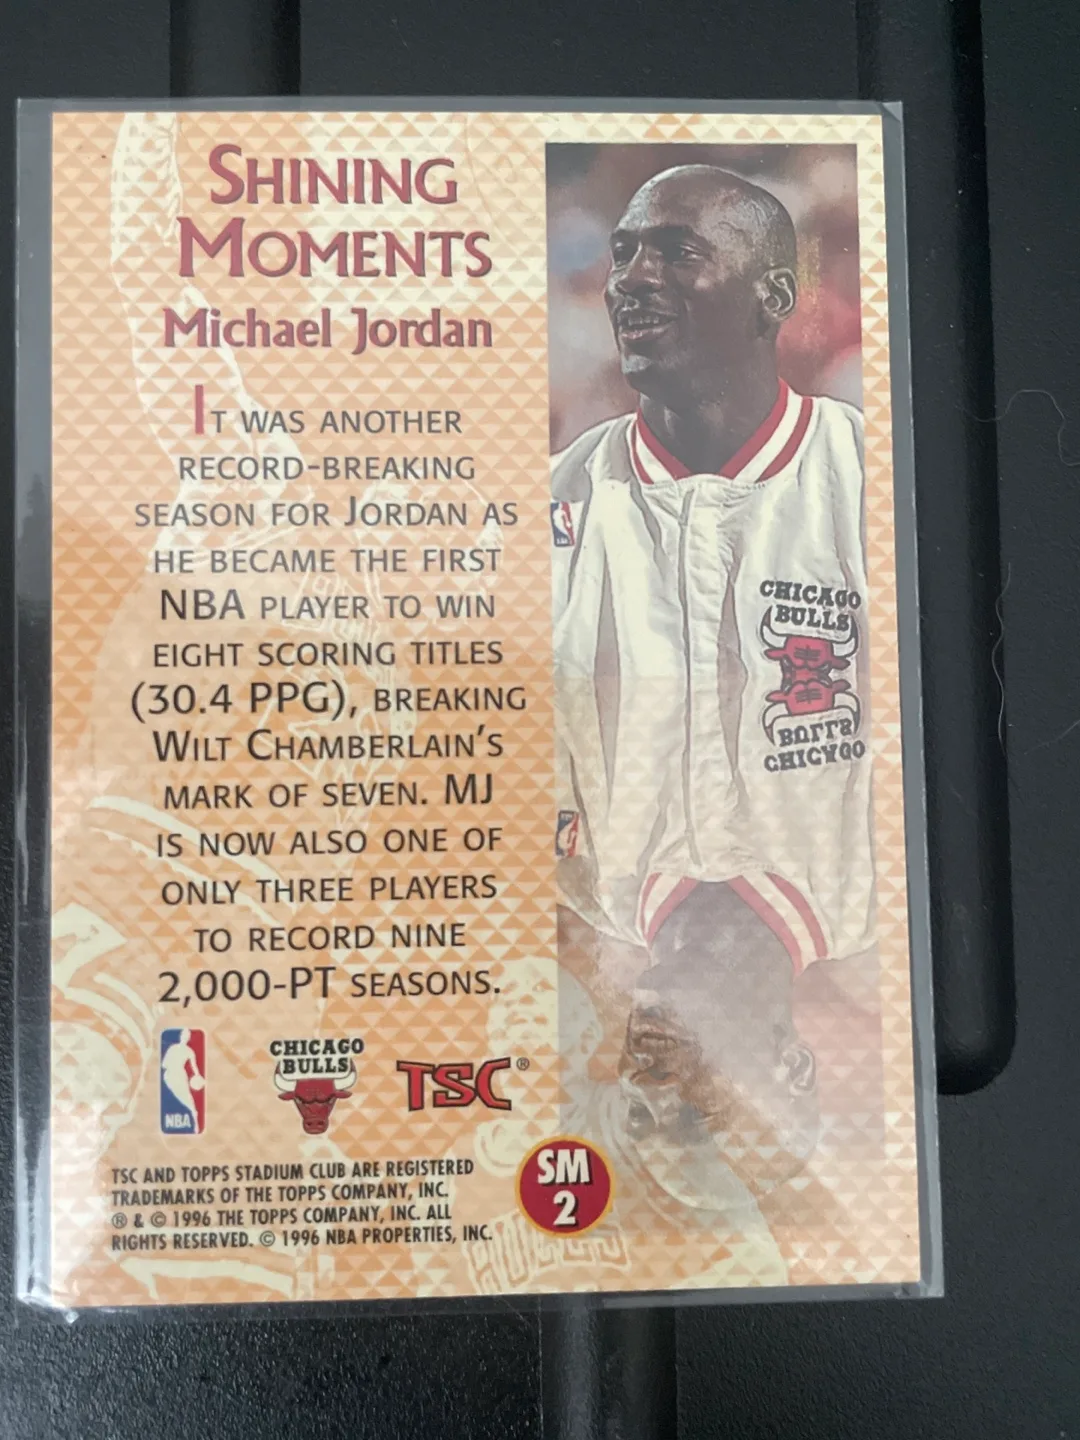 SHINING
MOMENTS
Michael Jordan
IT WAS ANOTHER
RECORD-BREAKING
SEASON FOR JORDAN AS
HE BECAME THE FIRST
NBA PLAYER TO WIN
EIGHT SCORING TITLES
(30.4 PPG), BREAKING
WILT CHAMBERLAIN'S
MARK OF SEVEN. MJ
IS NOW ALSO ONE OF
ONLY THREE PLAYERS
TO RECORD NINE
2,000-PT SEASONS.
CHICAGO
BULLS
BULLS
CHICAGO
NBA
CHICAGO
BULLS
TSC®
TSC AND TOPPS STADIUM CLUB ARE REGISTERED
TRADEMARKS OF THE TOPPS COMPANY, INC.
® & © 1996 THE TOPPS COMPANY, INC. ALL
RIGHTS RESERVED. © 1996 NBA PROPERTIES, INC.
SM
2